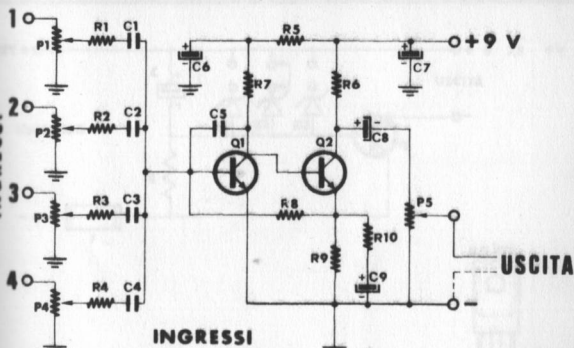 1
P1
R1
C1
2
P2
R2
C2
3
P3
R3
C3
4
P4
R4
C4
INGRESSI
C6
R5
+9 V
C7
R7
R6
C5
Q1
Q2
C8
R8
R10
R9
C9
P5
USCITA